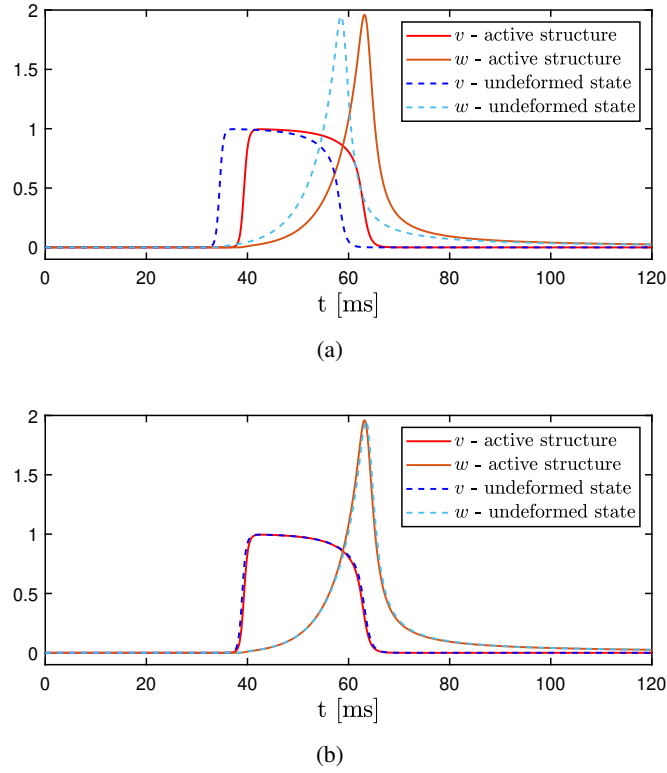 2
1.5
1
0.5
0
v - active structure
w - active structure
v - undeformed state
w - undeformed state
0 20 40 60 80 100 120
t [ms]
(a)
2
1.5
1
0.5
0
v - active structure
w - active structure
v - undeformed state
w - undeformed state
0 20 40 60 80 100 120
t [ms]
(b)